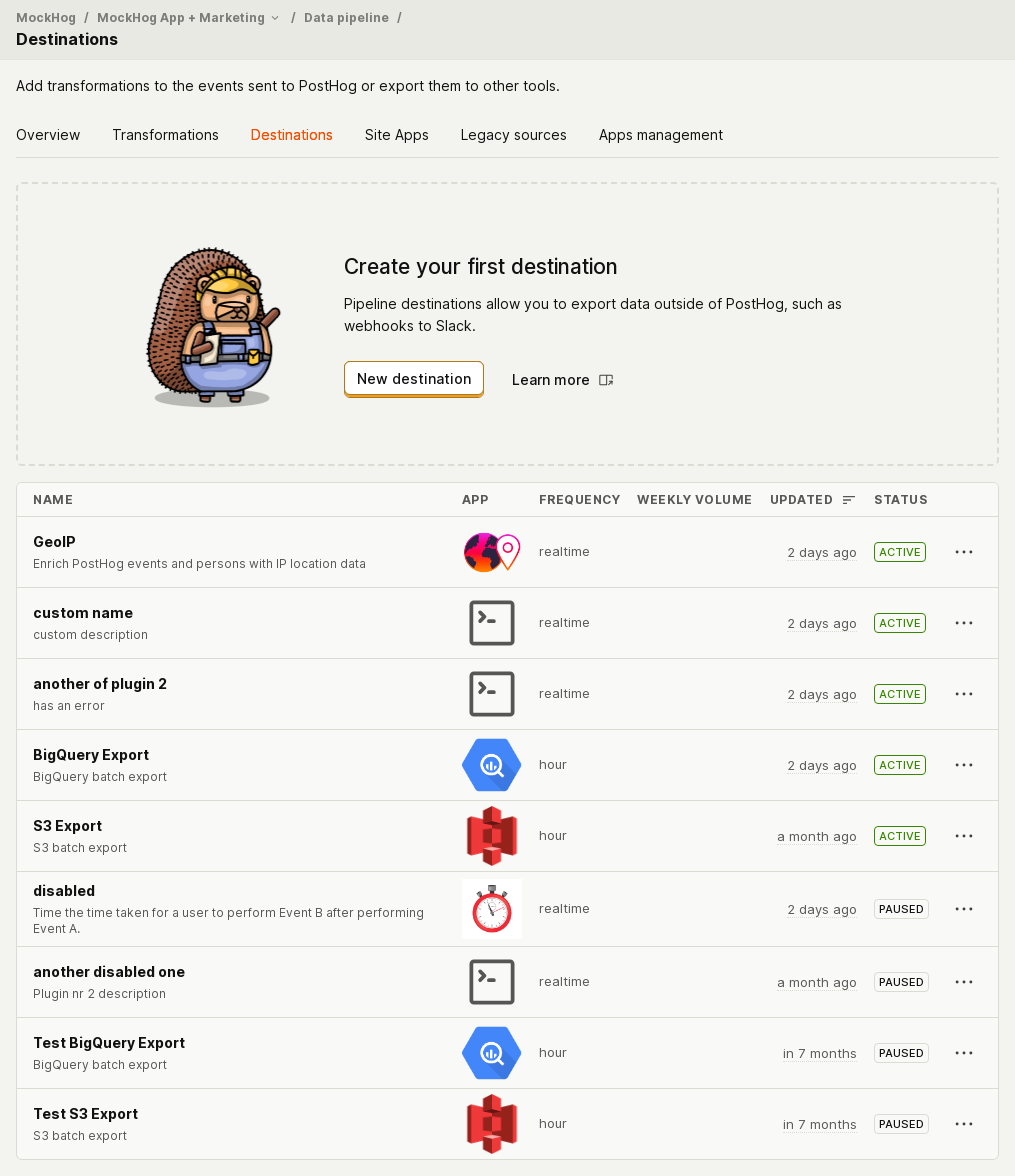 MockHog / MockHog App + Marketing / Data pipeline /
Destinations
Add transformations to the events sent to PostHog or export them to other tools.
Overview Transformations Destinations Site Apps Legacy sources Apps management
Create your first destination
Pipeline destinations allow you to export data outside of PostHog, such as
webhooks to Slack.
New destination Learn more
NAME APP FREQUENCY WEEKLY VOLUME UPDATED STATUS
GeoIP
Enrich PostHog events and persons with IP location data
realtime 2 days ago ACTIVE
custom name
custom description
realtime 2 days ago ACTIVE
another of plugin 2
has an error
realtime 2 days ago ACTIVE
BigQuery Export
BigQuery batch export
hour 2 days ago ACTIVE
S3 Export
S3 batch export
hour a month ago ACTIVE
disabled
Time the time taken for a user to perform Event B after performing
Event A.
realtime 2 days ago PAUSED
another disabled one
Plugin nr 2 description
realtime a month ago PAUSED
Test BigQuery Export
BigQuery batch export
hour in 7 months PAUSED
Test S3 Export
S3 batch export
hour in 7 months PAUSED